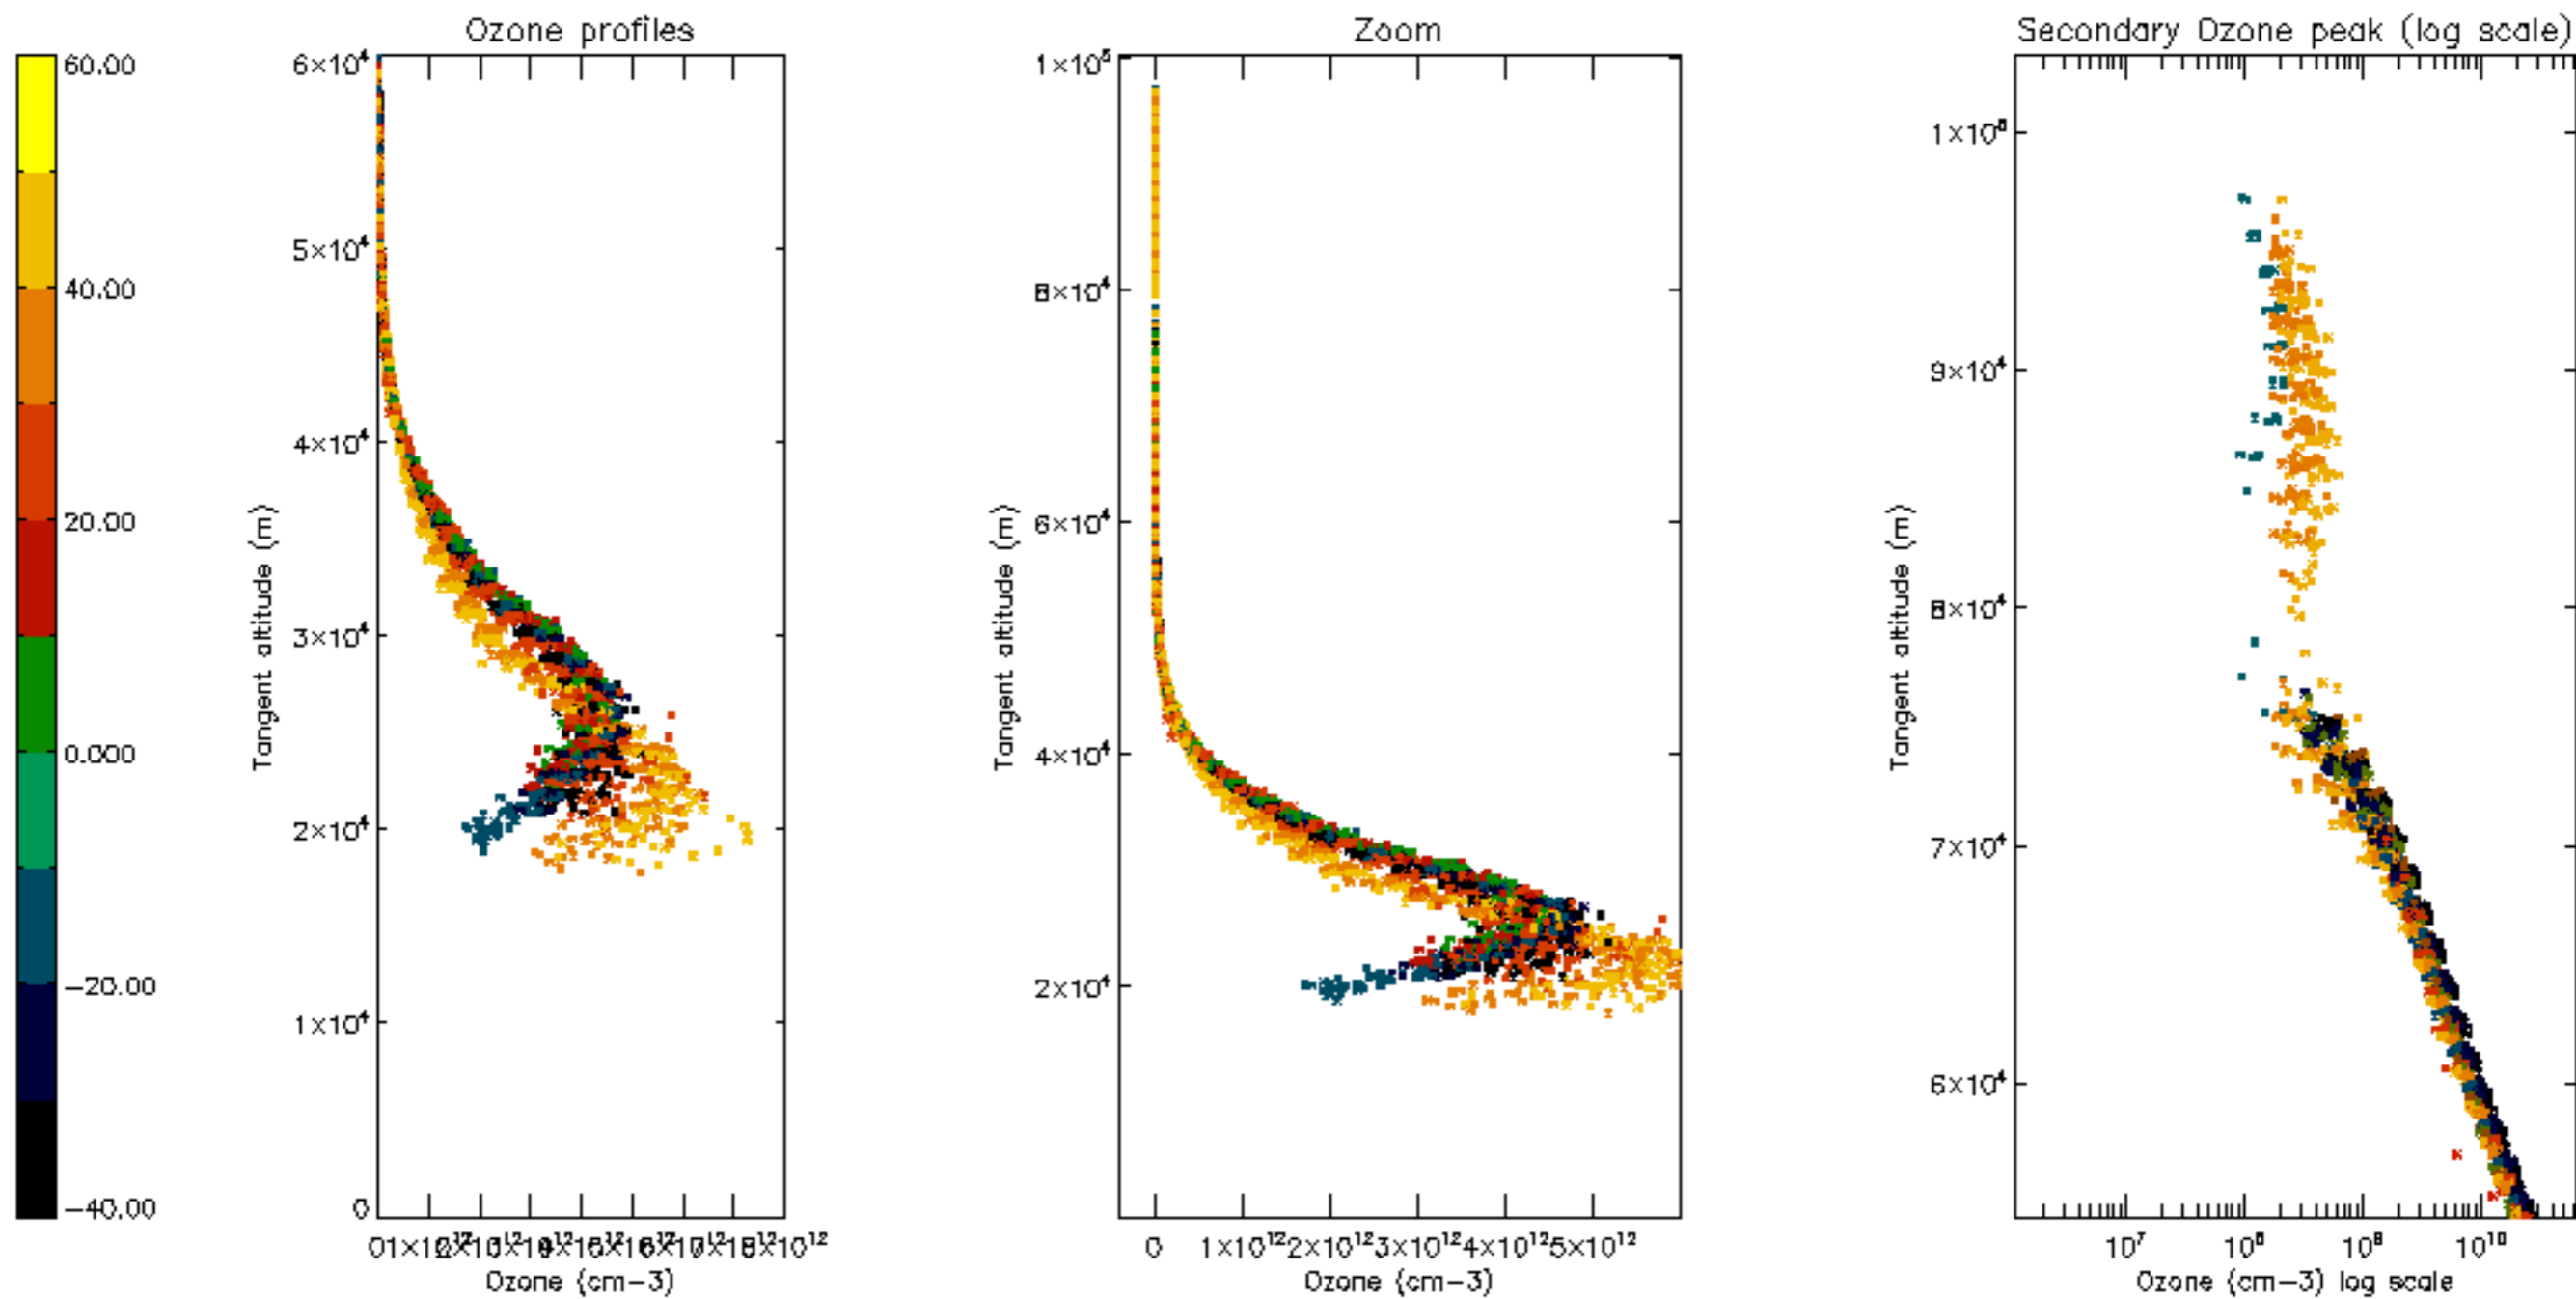 Ozone profiles
Zoom
Secondary Ozone peak (log scale)
60.00
40.00
20.00
0.000
−20.00
−40.00
6×10⁴
5×10⁴
4×10⁴
3×10⁴
2×10⁴
1×10⁴
0
Tangent altitude (m)
Ozone (cm−3)
1×10⁵
8×10⁴
6×10⁴
4×10⁴
2×10⁴
Tangent altitude (m)
0 1×10¹² 2×10¹² 3×10¹² 4×10¹² 5×10¹²
Ozone (cm−3)
9×10⁴
8×10⁴
7×10⁴
6×10⁴
Tangent altitude (m)
10⁷ 10⁸ 10⁹ 10¹⁰
Ozone (cm−3) log scale